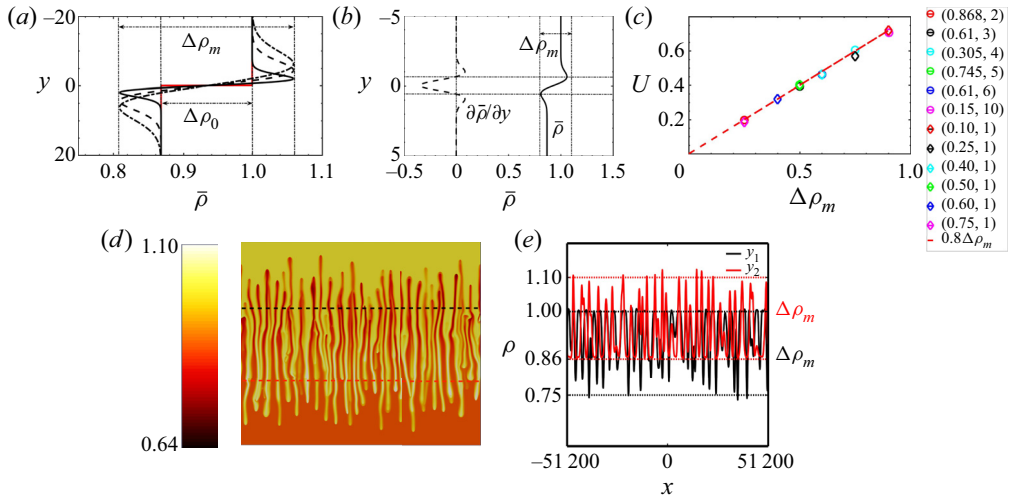 (a)
−20
0
20
y
Δρₘ
Δρ₀
0.8 0.9 1.0 1.1
ρ̄
(b)
−5
0
5
y
Δρₘ
∂ρ̄/∂y
ρ̄
−0.5 0 0.5 1.0 1.5
ρ̄
(c)
U
0.6
0.4
0.2
0 0.5 1.0
Δρₘ
(0.868, 2)
(0.61, 3)
(0.305, 4)
(0.745, 5)
(0.61, 6)
(0.15, 10)
(0.10, 1)
(0.25, 1)
(0.40, 1)
(0.50, 1)
(0.60, 1)
(0.75, 1)
0.8Δρₘ
(d)
1.10
0.64
(e)
y₁
y₂
1.10
1.00
0.86
0.75
ρ
Δρₘ
Δρₘ
−51 200 0 51 200
x